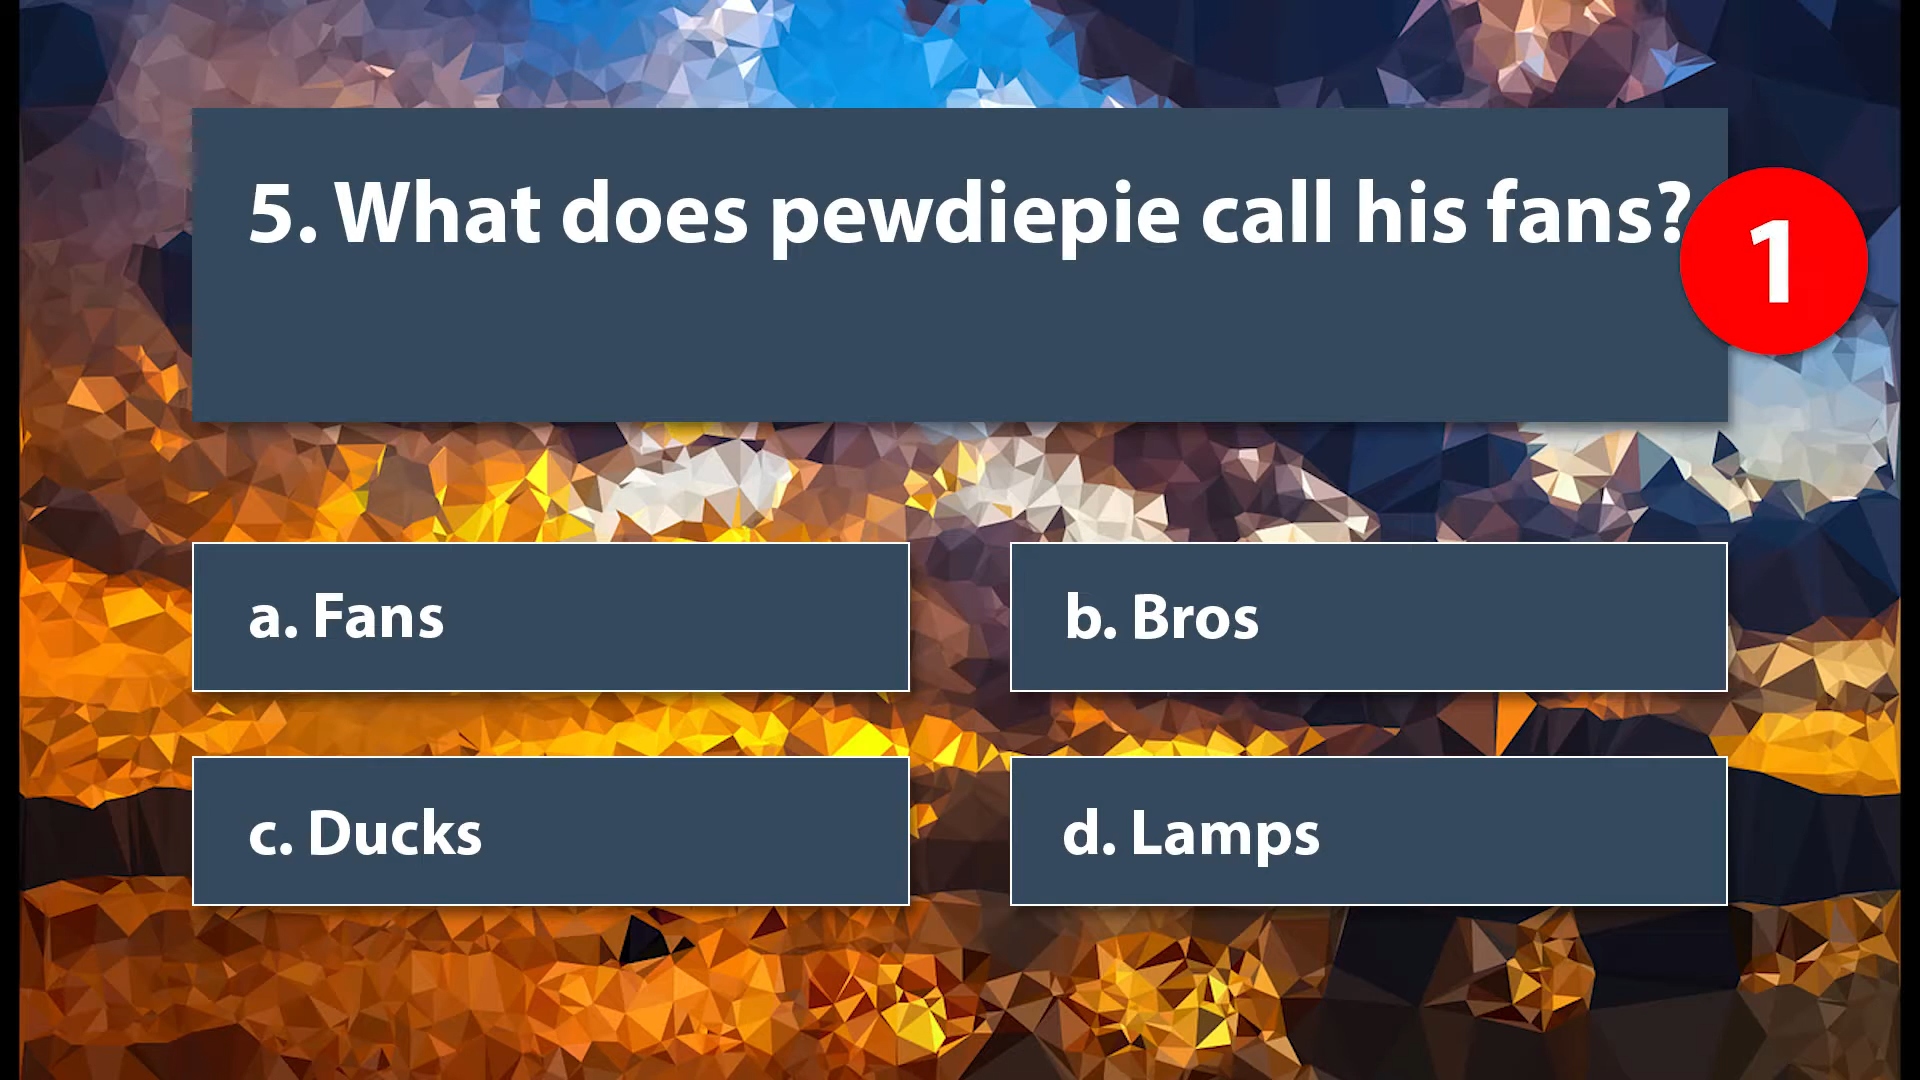 5. What does pewdiepie call his fans?
1
a. Fans
b. Bros
c. Ducks
d. Lamps